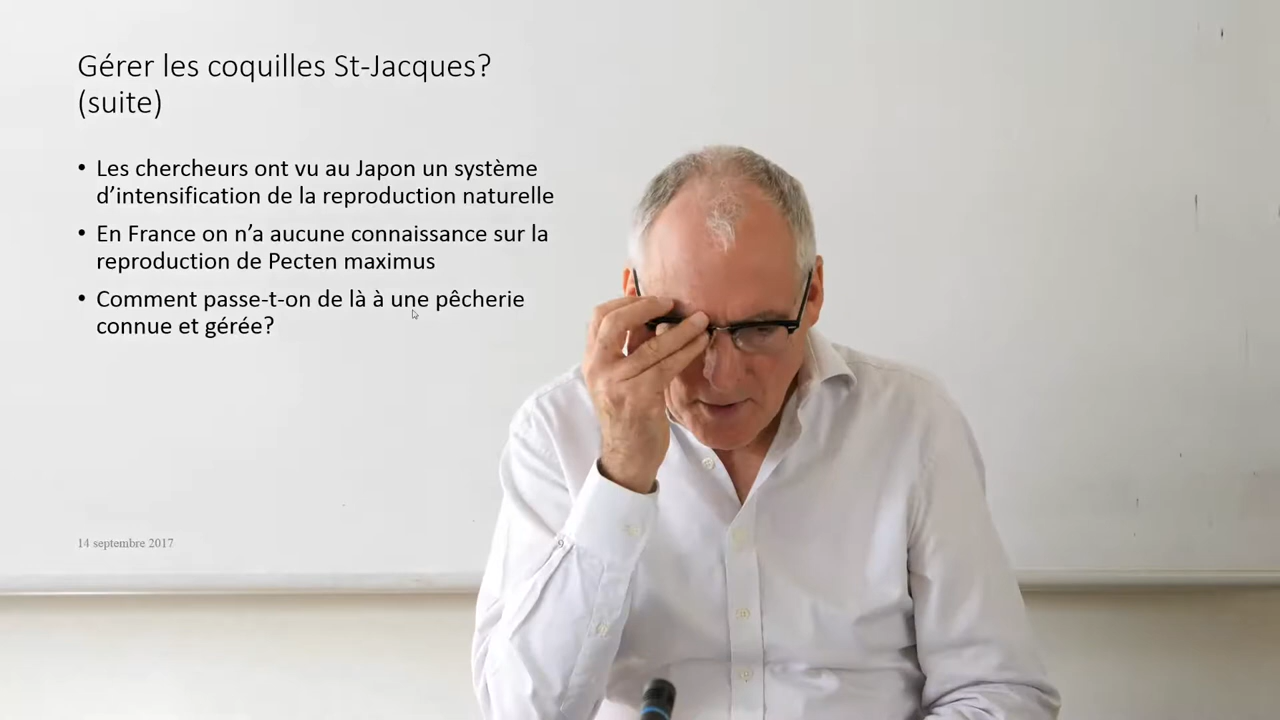 Gérer les coquilles St-Jacques?
(suite)
• Les chercheurs ont vu au Japon un système
d’intensification de la reproduction naturelle
• En France on n’a aucune connaissance sur la
reproduction de Pecten maximus
• Comment passe-t-on de là à une pêcherie
connue et gérée?
14 septembre 2017